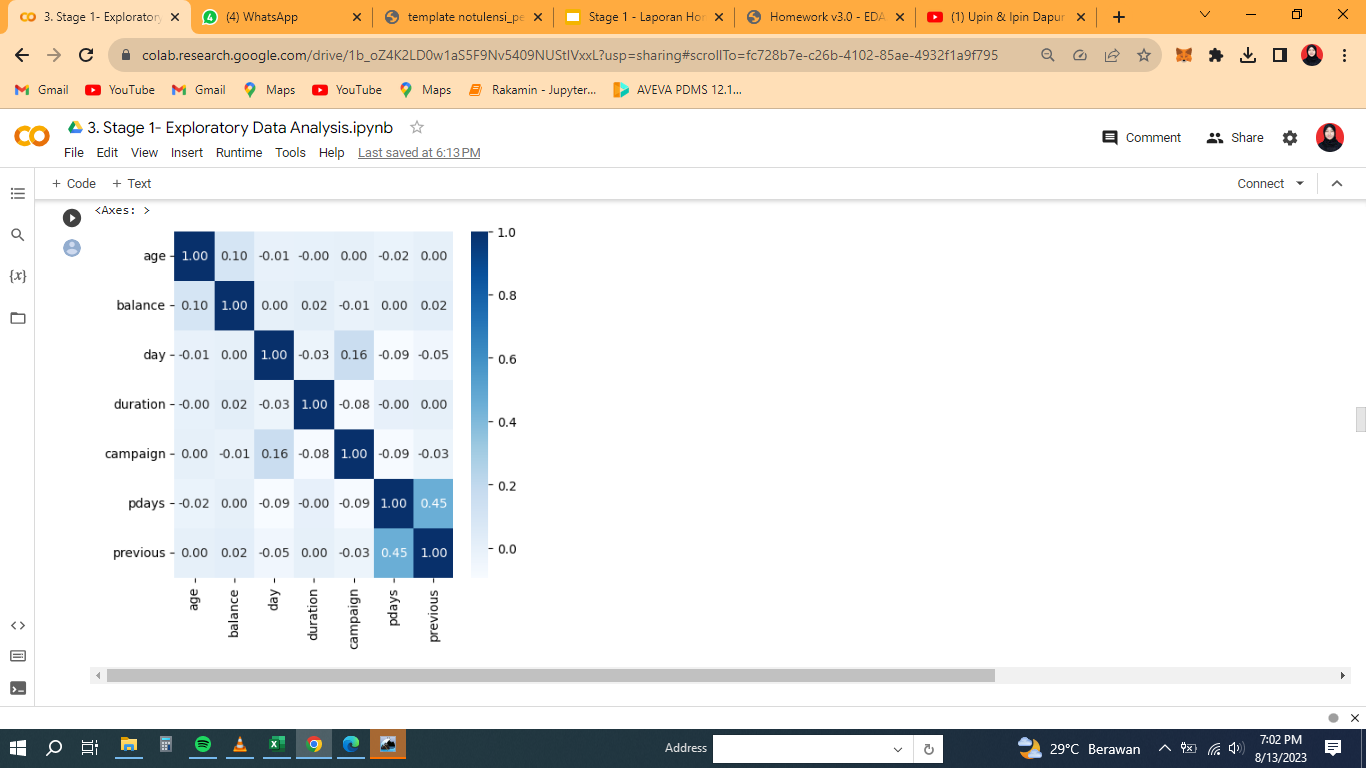 3. Stage 1- Exploratory
(4) WhatsApp
template notulensi_pe
Stage 1 - Laporan Hor
Homework v3.0 - EDA
(1) Upin & Ipin Dapur
colab.research.google.com/drive/1b_oZ4K2LD0w1aS5F9Nv5409NUStIVxxL?usp=sharing#scrollTo=fc728b7e-c26b-4102-85ae-4932f1a9f795
Gmail YouTube Gmail Maps YouTube Maps Rakamin - Jupyter... AVEVA PDMS 12.1...
3. Stage 1- Exploratory Data Analysis.ipynb
Comment Share
File Edit View Insert Runtime Tools Help Last saved at 6:13 PM
+ Code + Text Connect
<Axes: >
{x}
age 1.00 0.10 -0.01 -0.00 0.00 -0.02 0.00
balance 0.10 1.00 0.00 0.02 -0.01 0.00 0.02
day -0.01 0.00 1.00 -0.03 0.16 -0.09 -0.05
duration -0.00 0.02 -0.03 1.00 -0.08 -0.00 0.00
campaign 0.00 -0.01 0.16 -0.08 1.00 -0.09 -0.03
pdays -0.02 0.00 -0.09 -0.00 -0.09 1.00 0.45
previous 0.00 0.02 -0.05 0.00 -0.03 0.45 1.00
age balance day duration campaign pdays previous
1.0
0.8
0.6
0.4
0.2
0.0
Address
29°C Berawan
7:02 PM
8/13/2023